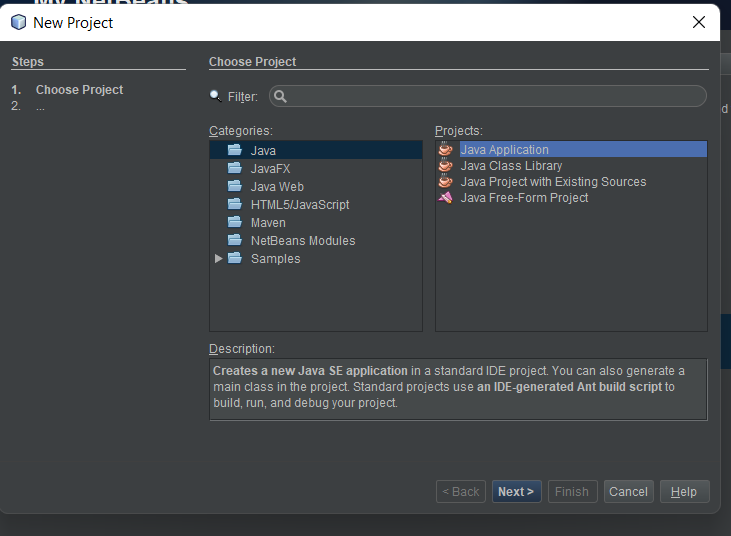 My NetBeans
New Project
Steps
1. Choose Project
2. ...
Choose Project
Filter:
Categories:
Java
JavaFX
Java Web
HTML5/JavaScript
Maven
NetBeans Modules
Samples
Projects:
Java Application
Java Class Library
Java Project with Existing Sources
Java Free-Form Project
Description:
Creates a new Java SE application in a standard IDE project. You can also generate a
main class in the project. Standard projects use an IDE-generated Ant build script to
build, run, and debug your project.
< Back
Next >
Finish
Cancel
Help
d